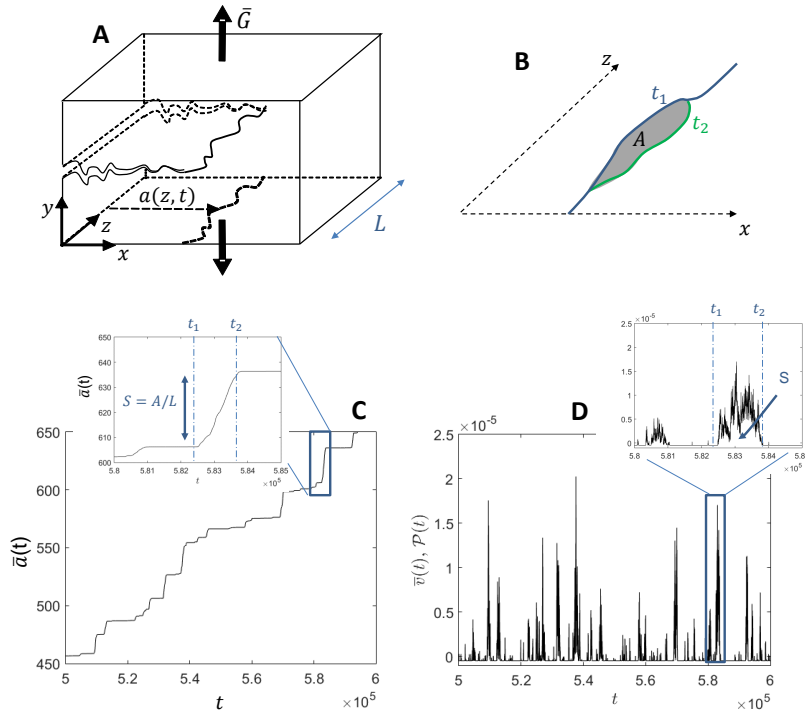 A
Ḡ
a(z, t)
y
z
x
L
B
z
t₁
t₂
A
x
t₁ t₂
650
640
630
620
610
600
ā(t)
S = A/L
5.8 5.81 5.82 5.83 5.84 5.85
t
×10⁵
C
650
600
550
500
450
ā(t)
5 5.2 5.4 5.6 5.8 6
t
×10⁵
t₁ t₂
×10⁻⁵
2.5
2
1.5
1
0.5
0
S
5.8 5.81 5.82 5.83 5.84 5.8
×10⁵
D
×10⁻⁵
2.5
2
1.5
1
0.5
0
v̄(t), 𝒫(t)
5 5.2 5.4 5.6 5.8 6
t
×10⁵